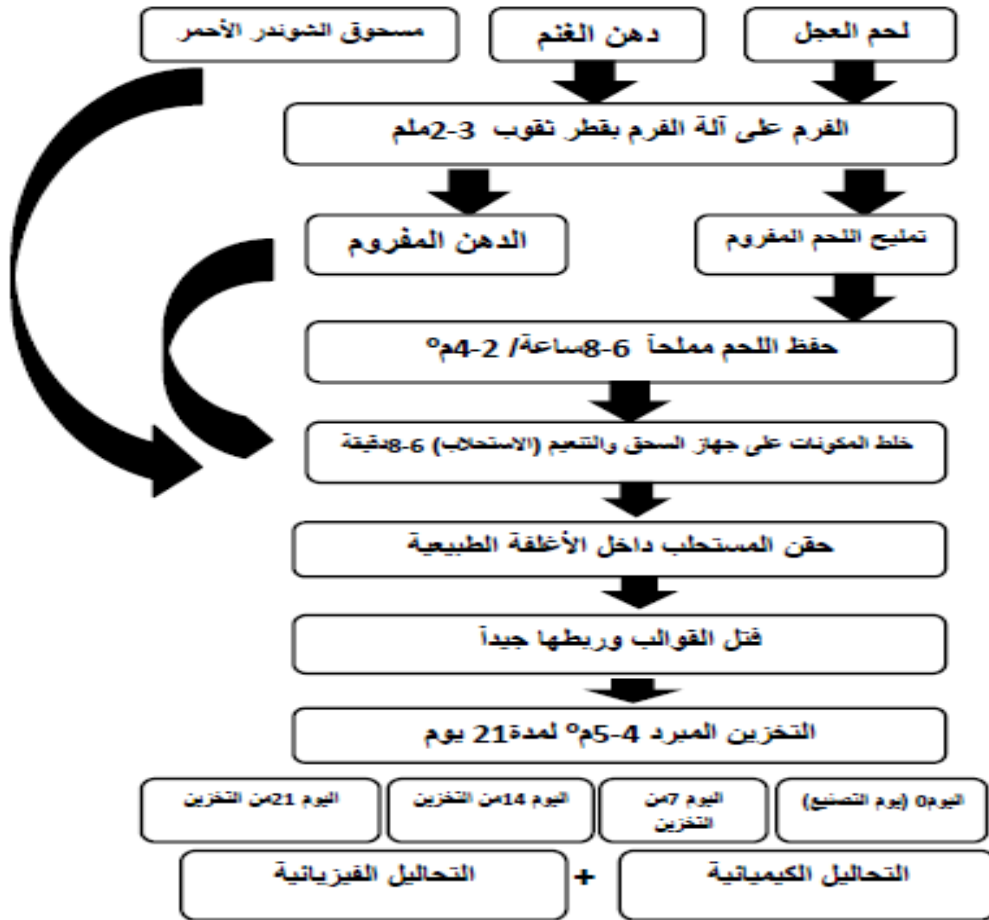 لحم العجل
دهن الغنم
مسحوق الشوندر الأحمر
الفرم على آلة الفرم بقطر ثقوب 3-2ملم
تمليح اللحم المفروم
الدهن المفروم
حفظ اللحم مملحاً 6-8ساعة/ 2-4م°
خلط المكونات على جهاز السحق والتنعيم (الاستحلاب) 6-8دقيقة
حقن المستحلب داخل الأغلفة الطبيعية
فتل القوالب وربطها جيداً
التخزين المبرد 4-5م° لمدة21 يوم
اليوم0 (يوم التصنيع)
اليوم 7من
التخزين
اليوم 14من التخزين
اليوم 21من التخزين
التحاليل الكيميائية
+
التحاليل الفيزيائية